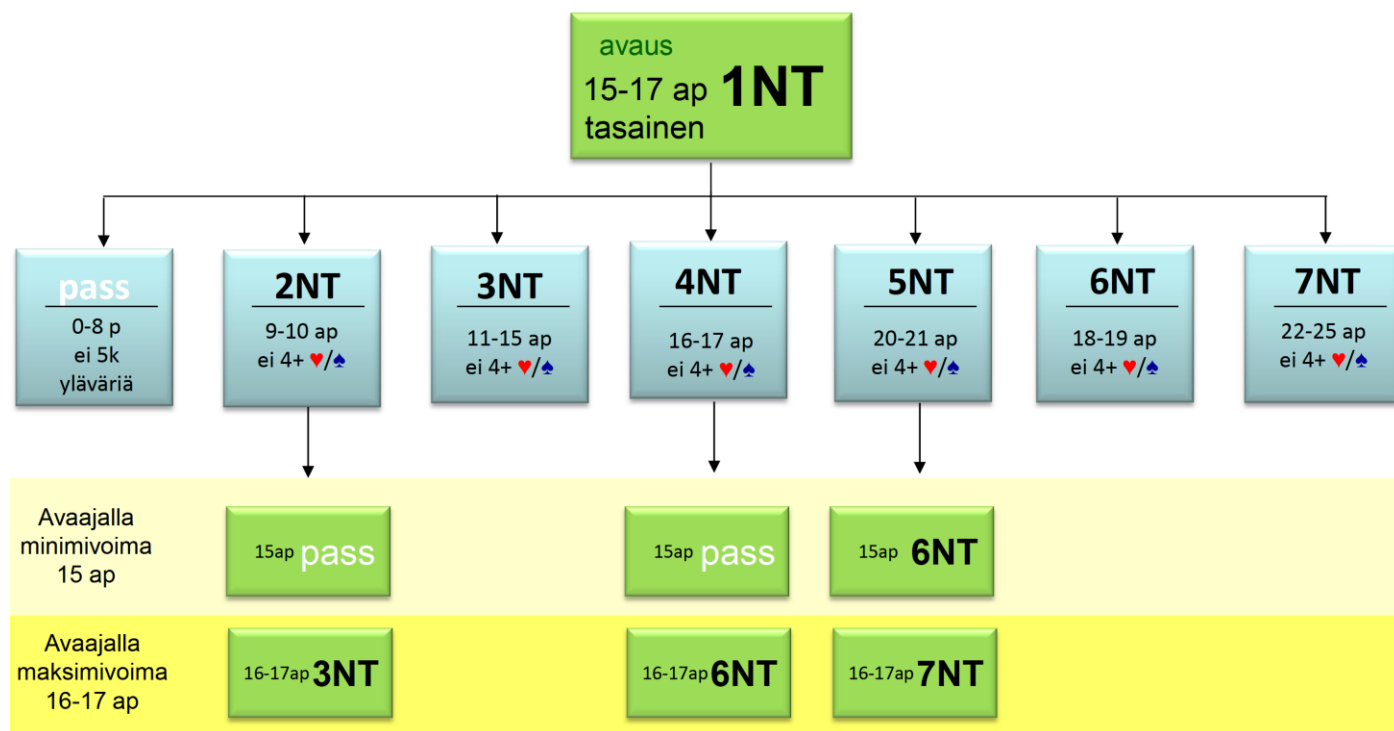 avaus
15-17 ap 1NT
tasainen
pass
0-8 p
ei 5k
yläväriä
2NT
9-10 ap
ei 4+ ♥/♠
3NT
11-15 ap
ei 4+ ♥/♠
4NT
16-17 ap
ei 4+ ♥/♠
5NT
20-21 ap
ei 4+ ♥/♠
6NT
18-19 ap
ei 4+ ♥/♠
7NT
22-25 ap
ei 4+ ♥/♠
Avaajalla
minimivoima
15 ap
15ap pass
15ap pass
15ap 6NT
Avaajalla
maksimivoima
16-17 ap
16-17ap 3NT
16-17ap 6NT
16-17ap 7NT